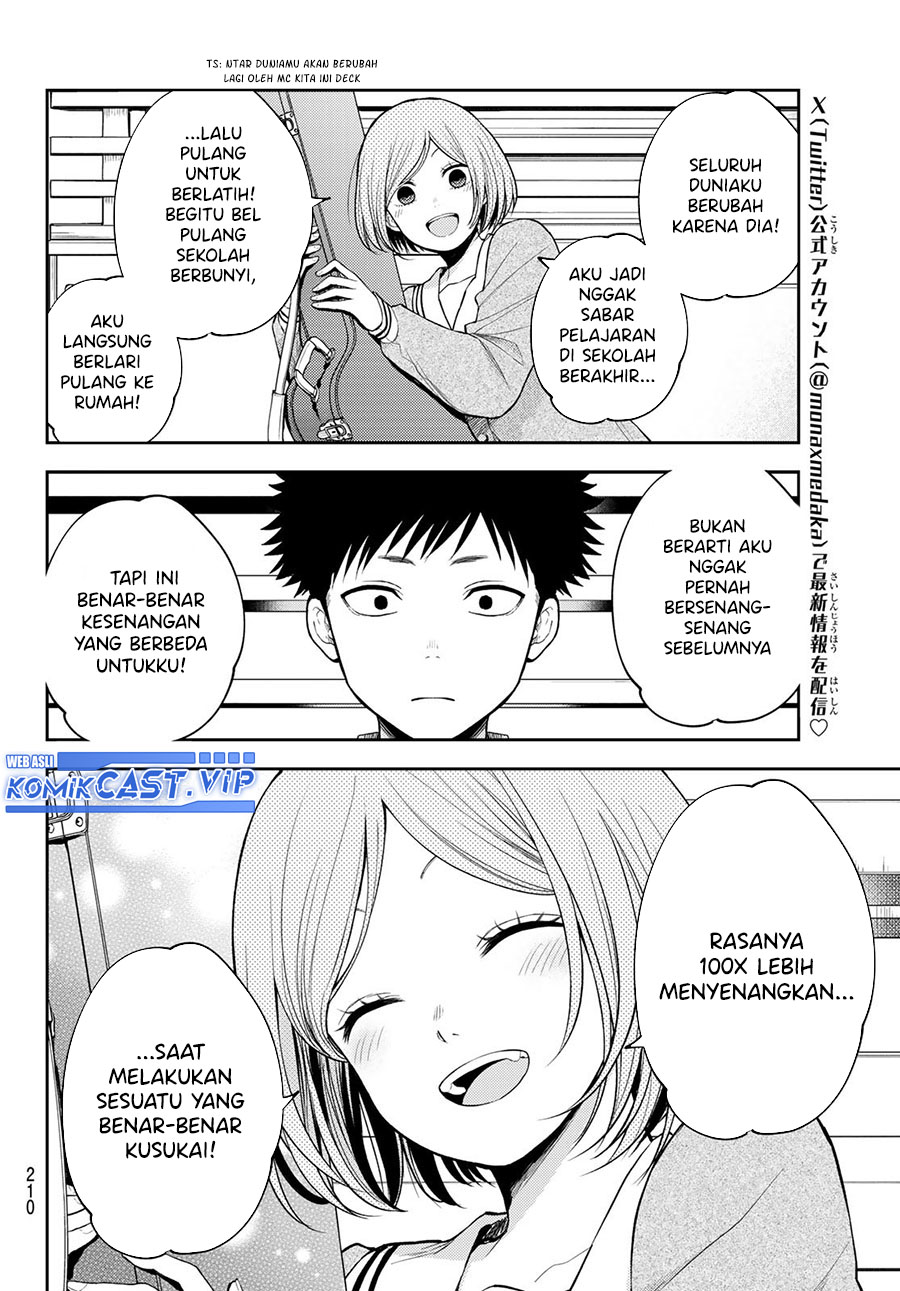 TS: NTAR DUNIAMU AKAN BERUBAH
LAGI OLEH MC KITA INI DECK
SELURUH
DUNIAKU
BERUBAH
KARENA DIA!
AKU JADI
NGGAK
SABAR
PELAJARAN
DI SEKOLAH
BERAKHIR...
...LALU
PULANG
UNTUK
BERLATIH!
BEGITU BEL
PULANG
SEKOLAH
BERBUNYI,
AKU
LANGSUNG
BERLARI
PULANG KE
RUMAH!
X(Twitter)公式アカウント(@monaxmedaka)で最新情報を配信♡
こうしき
さいしんじょうほう
はいしん
BUKAN
BERARTI AKU
NGGAK
PERNAH
BERSENANG-
SENANG
SEBELUMNYA
TAPI INI
BENAR-BENAR
KESENANGAN
YANG BERBEDA
UNTUKKU!
WEB ASLI
KOMIKCAST.VIP
RASANYA
100X LEBIH
MENYENANGKAN...
...SAAT
MELAKUKAN
SESUATU YANG
BENAR-BENAR
KUSUKAI!
210